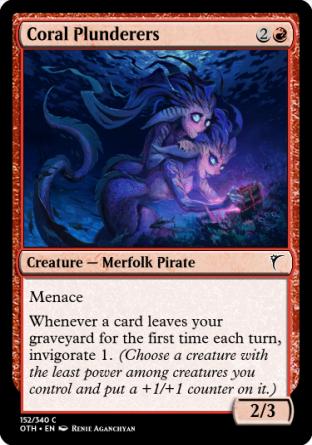 Coral Plunderers 2
Creature — Merfolk Pirate
Menace
Whenever a card leaves your
graveyard for the first time each turn,
invigorate 1. (Choose a creature with
the least power among creatures you
control and put a +1/+1 counter on it.)
2/3
152/340 C
OTH • EN Renie Aganchyan